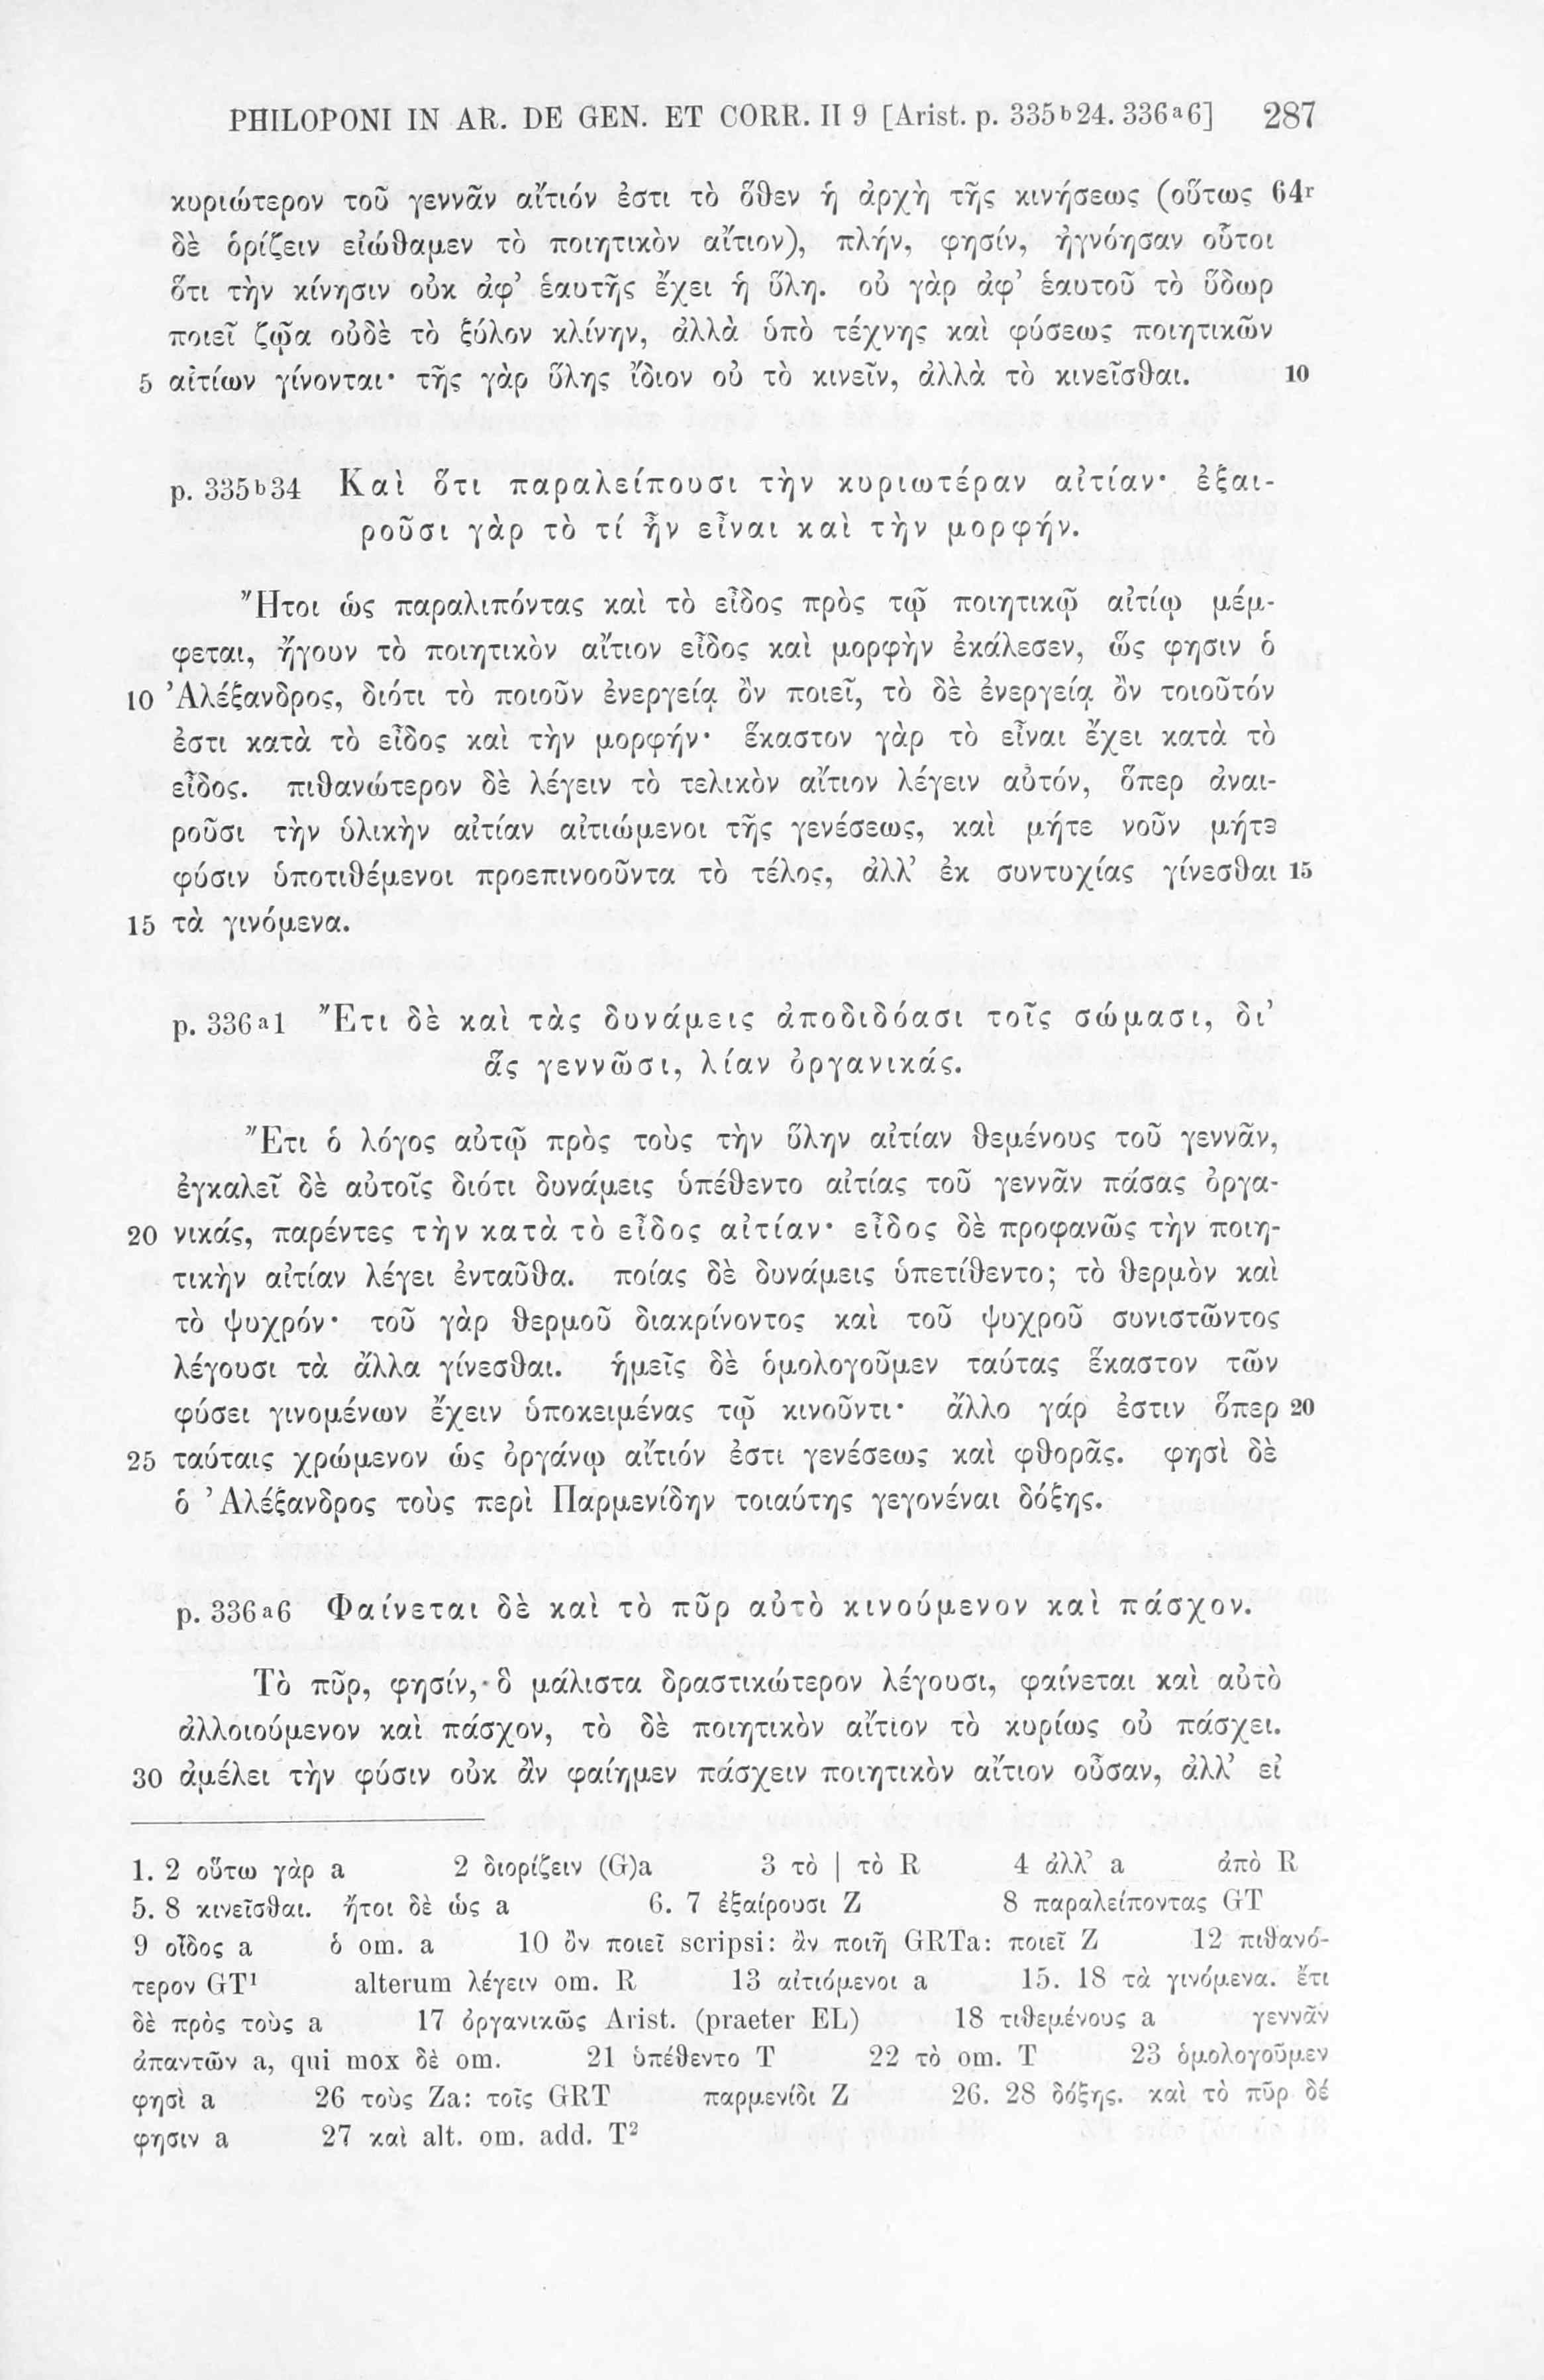 PHILOPONI IN AR. DE GEN. ET CORR. II 9 [Arist. p. 335ᵇ24. 336ᵃ6] 287
κυριώτερον τοῦ γεννᾶν αἴτιόν ἐστι τὸ ὅθεν ἡ ἀρχὴ τῆς κινήσεως (οὕτως 64ʳ
δὲ ὁρίζειν εἰώθαμεν τὸ ποιητικὸν αἴτιον), πλήν, φησίν, ἠγνόησαν οὗτοι
ὅτι τὴν κίνησιν οὐκ ἀφ’ ἑαυτῆς ἔχει ἡ ὕλη. οὐ γὰρ ἀφ’ ἑαυτοῦ τὸ ὕδωρ
ποιεῖ ζῷα οὐδὲ τὸ ξύλον κλίνην, ἀλλὰ ὑπὸ τέχνης καὶ φύσεως ποιητικῶν
5 αἰτίων γίνονται· τῆς γὰρ ὕλης ἴδιον οὐ τὸ κινεῖν, ἀλλὰ τὸ κινεῖσθαι. 10
p. 335ᵇ34 Καὶ ὅτι παραλείπουσι τὴν κυριωτέραν αἰτίαν· ἐξαι-
ροῦσι γὰρ τὸ τί ἦν εἶναι καὶ τὴν μορφήν.
Ἤτοι ὡς παραλιπόντας καὶ τὸ εἶδος πρὸς τῷ ποιητικῷ αἰτίῳ μέμ-
φεται, ἤγουν τὸ ποιητικὸν αἴτιον εἶδος καὶ μορφὴν ἐκάλεσεν, ὥς φησιν ὁ
10 Ἀλέξανδρος, διότι τὸ ποιοῦν ἐνεργείᾳ ὂν ποιεῖ, τὸ δὲ ἐνεργείᾳ ὂν τοιοῦτόν
ἐστι κατὰ τὸ εἶδος καὶ τὴν μορφήν· ἕκαστον γὰρ τὸ εἶναι ἔχει κατὰ τὸ
εἶδος. πιθανώτερον δὲ λέγειν τὸ τελικὸν αἴτιον λέγειν αὐτόν, ὅπερ ἀναι-
ροῦσι τὴν ὑλικὴν αἰτίαν αἰτιώμενοι τῆς γενέσεως, καὶ μήτε νοῦν μήτε
φύσιν ὑποτιθέμενοι προεπινοοῦντα τὸ τέλος, ἀλλ’ ἐκ συντυχίας γίνεσθαι 15
15 τὰ γινόμενα.
p. 336ᵃ1 Ἔτι δὲ καὶ τὰς δυνάμεις ἀποδιδόασι τοῖς σώμασι, δι’
ἃς γεννῶσι, λίαν ὀργανικάς.
Ἔτι ὁ λόγος αὐτῷ πρὸς τοὺς τὴν ὕλην αἰτίαν θεμένους τοῦ γεννᾶν,
ἐγκαλεῖ δὲ αὐτοῖς διότι δυνάμεις ὑπέθεντο αἰτίας τοῦ γεννᾶν πάσας ὀργα-
20 νικάς, παρέντες τὴν κατὰ τὸ εἶδος αἰτίαν· εἶδος δὲ προφανῶς τὴν ποιη-
τικὴν αἰτίαν λέγει ἐνταῦθα. ποίας δὲ δυνάμεις ὑπετίθεντο; τὸ θερμὸν καὶ
τὸ ψυχρόν· τοῦ γὰρ θερμοῦ διακρίνοντος καὶ τοῦ ψυχροῦ συνιστῶντος
λέγουσι τὰ ἄλλα γίνεσθαι. ἡμεῖς δὲ ὁμολογοῦμεν ταύτας ἕκαστον τῶν
φύσει γινομένων ἔχειν ὑποκειμένας τῷ κινοῦντι· ἄλλο γάρ ἐστιν ὅπερ 20
25 ταύταις χρώμενον ὡς ὀργάνῳ αἴτιόν ἐστι γενέσεως καὶ φθορᾶς. φησὶ δὲ
ὁ Ἀλέξανδρος τοὺς περὶ Παρμενίδην τοιαύτης γεγονέναι δόξης.
p. 336ᵃ6 Φαίνεται δὲ καὶ τὸ πῦρ αὐτὸ κινούμενον καὶ πάσχον.
Τὸ πῦρ, φησίν, ὃ μάλιστα δραστικώτερον λέγουσι, φαίνεται καὶ αὐτὸ
ἀλλοιούμενον καὶ πάσχον, τὸ δὲ ποιητικὸν αἴτιον τὸ κυρίως οὐ πάσχει.
30 ἀμέλει τὴν φύσιν οὐκ ἂν φαίημεν πάσχειν ποιητικὸν αἴτιον οὖσαν, ἀλλ’ εἰ
1. 2 οὕτω γὰρ a 2 διορίζειν (G)a 3 τὸ | τὸ R 4 ἀλλ’ a ἀπὸ R
5. 8 κινεῖσθαι. ἤτοι δὲ ὡς a 6. 7 ἐξαίρουσι Z 8 παραλείποντας GT
9 οἶδος a ὁ om. a 10 ὂν ποιεῖ scripsi: ἂν ποιῆ GRTa: ποιεῖ Z 12 πιθανό-
τερον GT¹ alterum λέγειν om. R 13 αἰτιόμενοι a 15. 18 τὰ γινόμενα. ἔτι
δὲ πρὸς τοὺς a 17 ὀργανικῶς Arist. (praeter EL) 18 τιθεμένους a γεννᾶν
ἁπαντῶν a, qui mox δὲ om. 21 ὑπέθεντο T 22 τὸ om. T 23 ὁμολογοῦμεν
φησὶ a 26 τοὺς Za: τοῖς GRT παρμενίδι Z 26. 28 δόξης. καὶ τὸ πῦρ δέ
φησιν a 27 καὶ alt. om. add. T²